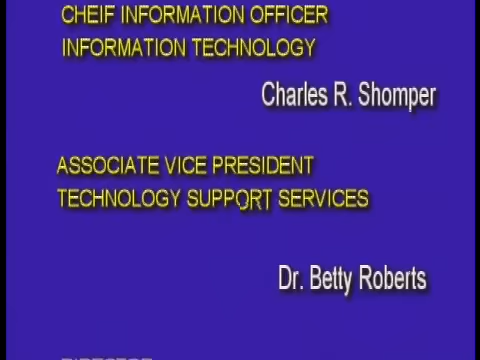 CHEIF INFORMATION OFFICER
INFORMATION TECHNOLOGY
Charles R. Shomper
ASSOCIATE VICE PRESIDENT
TECHNOLOGY SUPPORT SERVICES
Dr. Betty Roberts